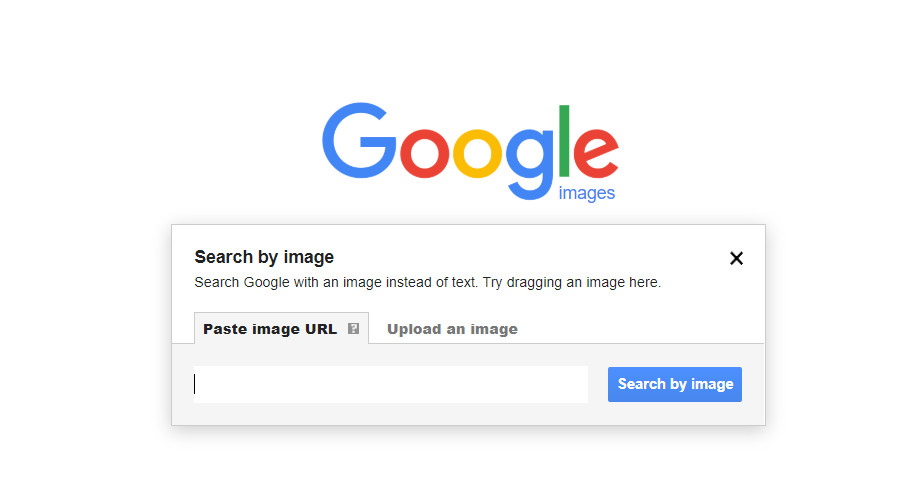 Google
images
Search by image
Search Google with an image instead of text. Try dragging an image here.
Paste image URL ? Upload an image
Search by image